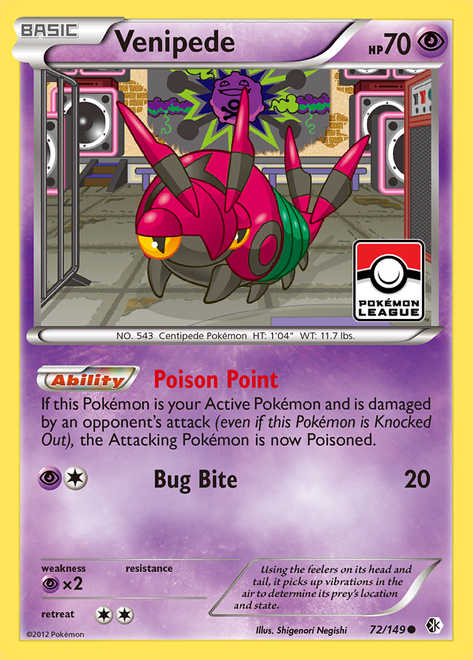 BASIC
Venipede
HP70
POKÉMON
LEAGUE
NO. 543 Centipede Pokémon HT: 1'04" WT: 11.7 lbs.
Ability Poison Point
If this Pokémon is your Active Pokémon and is damaged
by an opponent's attack (even if this Pokémon is Knocked
Out), the Attacking Pokémon is now Poisoned.
Bug Bite 20
weakness resistance
×2
retreat
Using the feelers on its head and
tail, it picks up vibrations in the
air to determine its prey's location
and state.
©2012 Pokémon
Illus. Shigenori Negishi
72/149